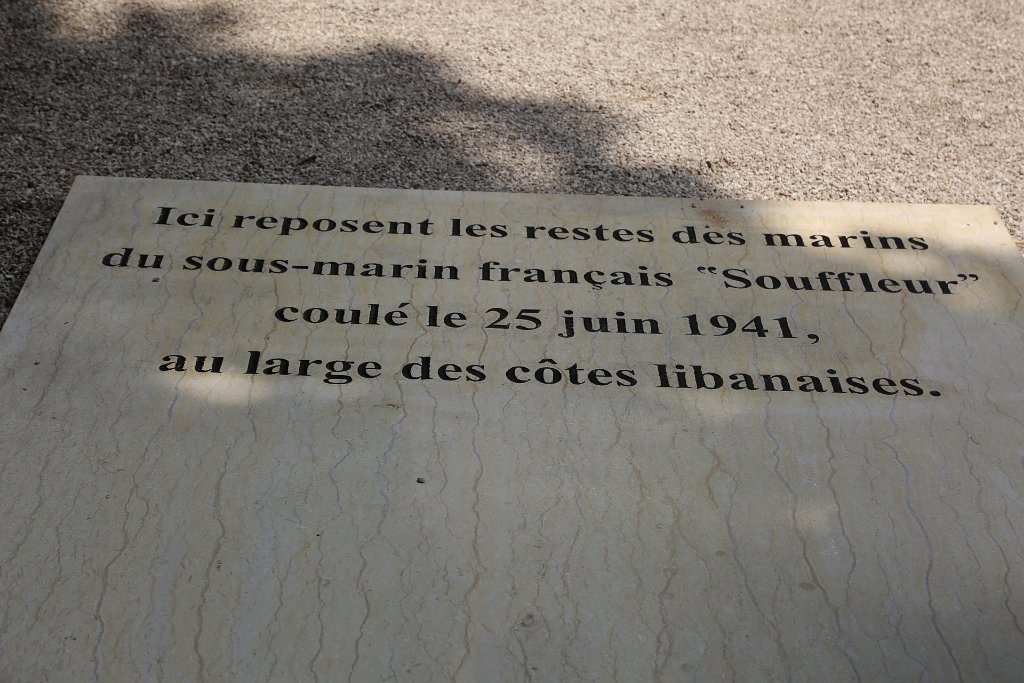 Ici reposent les restes des marins
du sous-marin français “Souffleur”
coulé le 25 juin 1941,
au large des côtes libanaises.